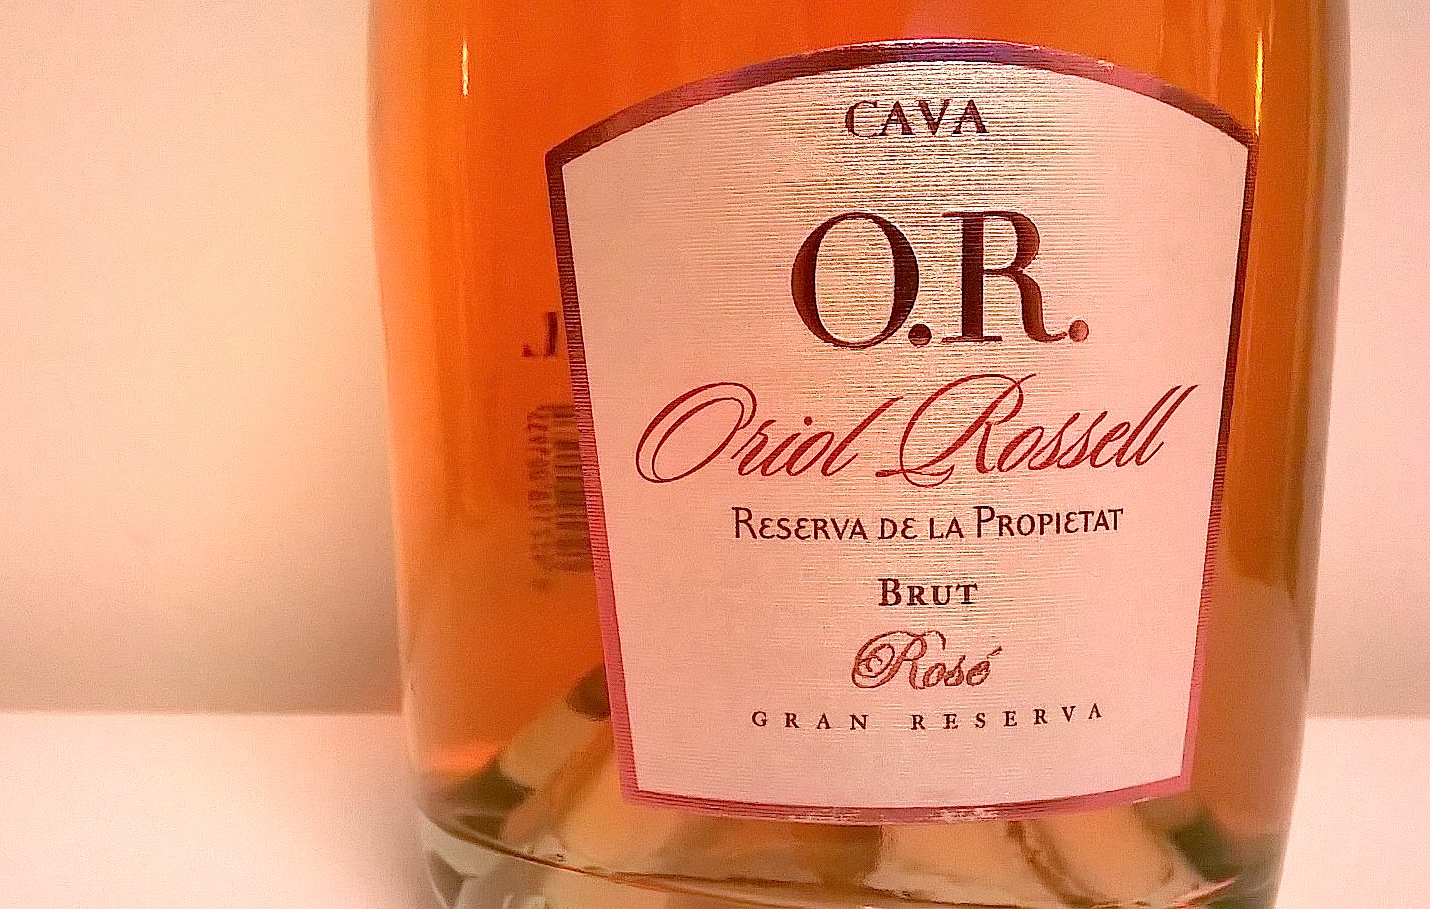 CAVA
O.R.
Oriol Rossell
RESERVA DE LA PROPIETAT
BRUT
Rosé
GRAN RESERVA